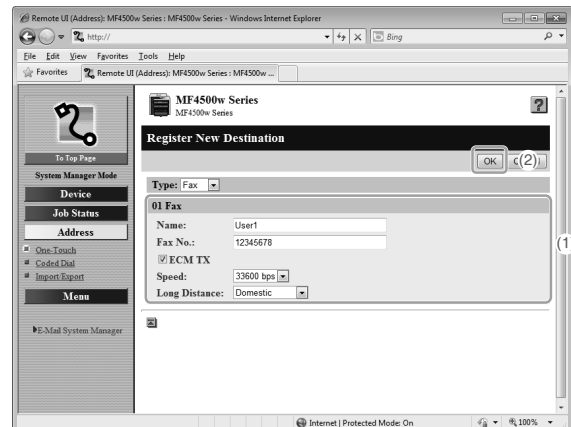 Remote UI (Address): MF4500w Series : MF4500w Series - Windows Internet Explorer
http://
Bing
File Edit View Favorites Tools Help
Favorites Remote UI (Address): MF4500w Series : MF4500w ...
MF4500w Series
MF4500w Series
?
Register New Destination
To Top Page
OK C (2)
System Manager Mode
Type: Fax
Device
01 Fax
Job Status
Name: User1
Address
Fax No.: 12345678
(1
One-Touch
ECM TX
Coded Dial
Speed: 33600 bps
Import/Export
Long Distance: Domestic
Menu
E-Mail System Manager
Internet | Protected Mode: On 100%